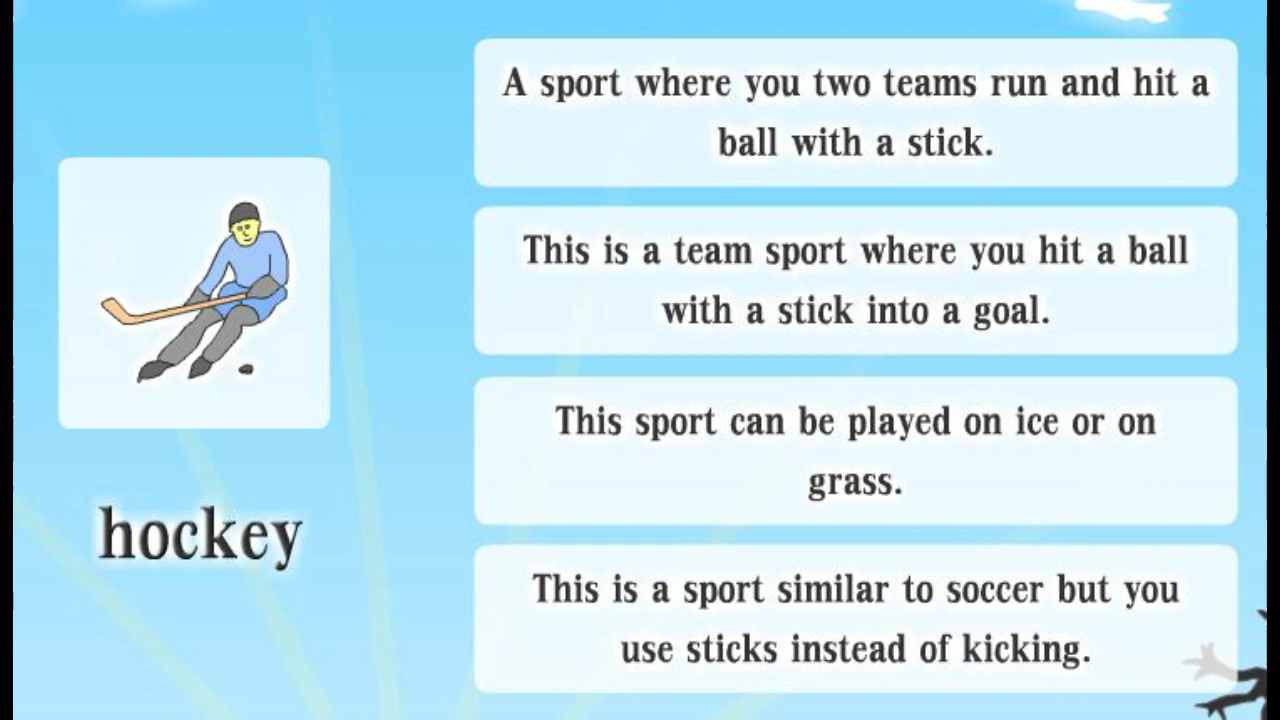 A sport where you two teams run and hit a
ball with a stick.
This is a team sport where you hit a ball
with a stick into a goal.
This sport can be played on ice or on
grass.
This is a sport similar to soccer but you
use sticks instead of kicking.
hockey